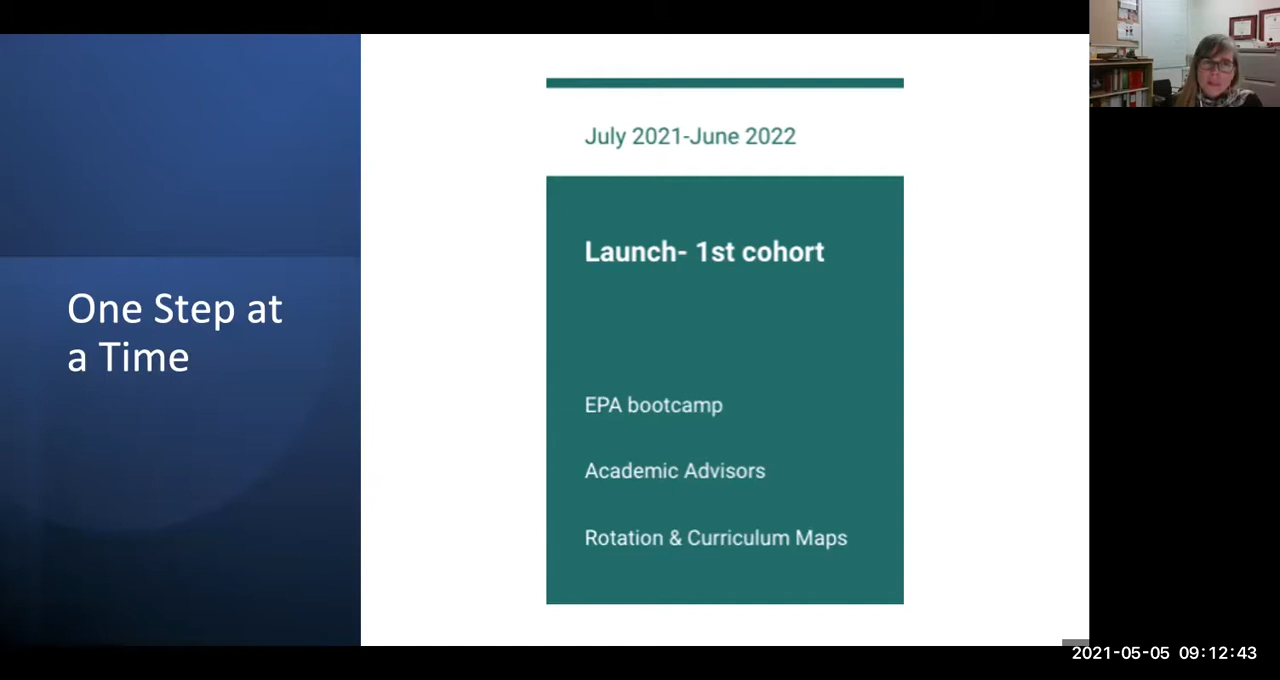 One Step at
a Time
July 2021-June 2022
Launch- 1st cohort
EPA bootcamp
Academic Advisors
Rotation & Curriculum Maps
2021-05-05 09:12:43